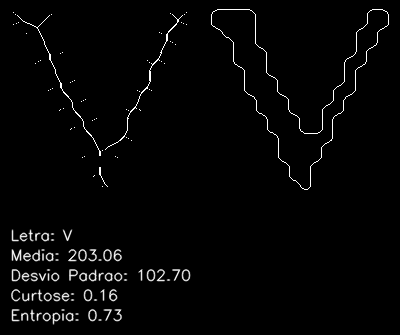 Letra: V
Media: 203.06
Desvio Padrao: 102.70
Curtose: 0.16
Entropia: 0.73